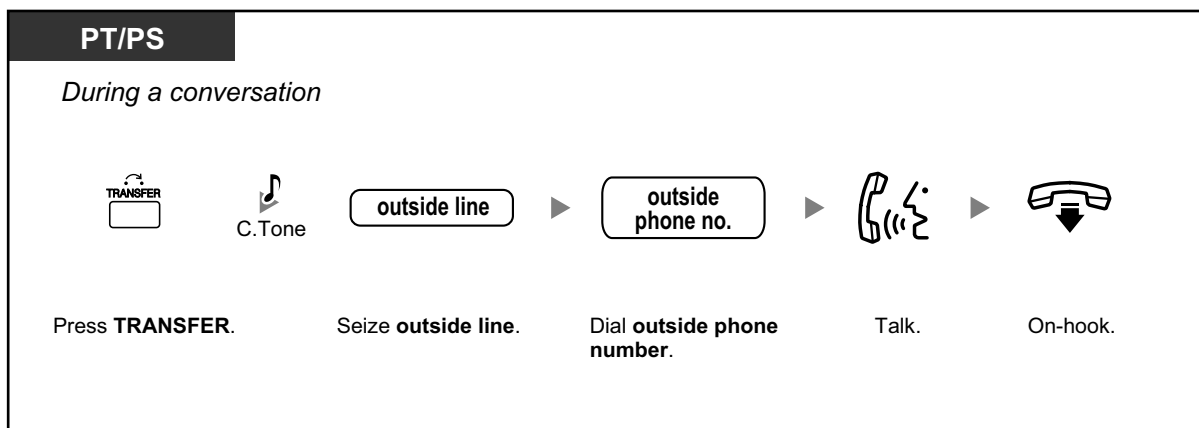 PT/PS
During a conversation
TRANSFER
C.Tone
outside line
outside
phone no.
Press TRANSFER.
Seize outside line.
Dial outside phone
number.
Talk.
On-hook.